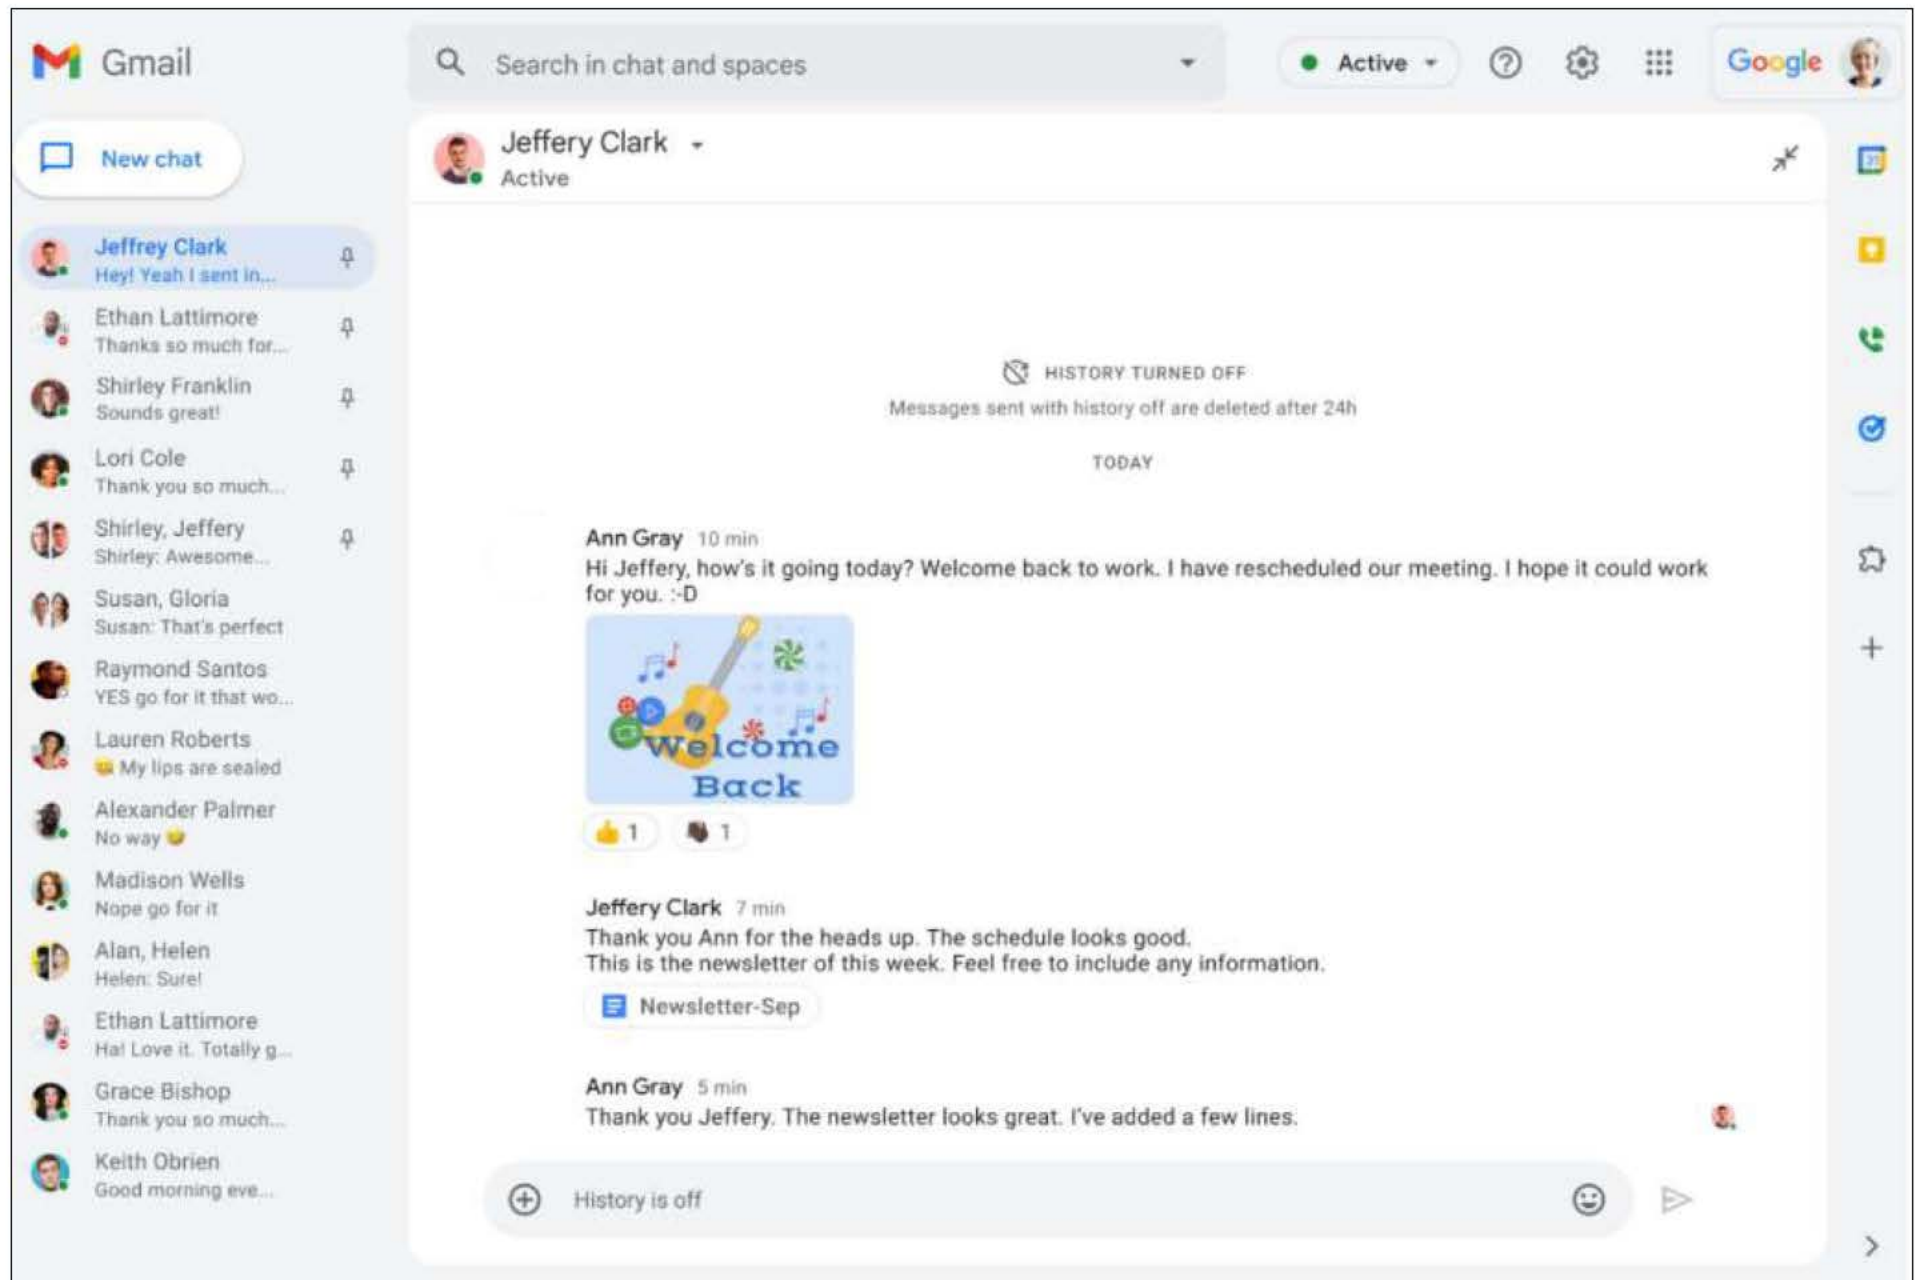 Gmail
Search in chat and spaces
Active
Google
New chat
Jeffery Clark
Active
31
Jeffrey Clark
Hey! Yeah I sent in...
Ethan Lattimore
Thanks so much for...
Shirley Franklin
Sounds great!
Lori Cole
Thank you so much...
Shirley, Jeffery
Shirley: Awesome...
Susan, Gloria
Susan: That's perfect
Raymond Santos
YES go for it that wo...
Lauren Roberts
My lips are sealed
Alexander Palmer
No way
Madison Wells
Nope go for it
Alan, Helen
Helen: Sure!
Ethan Lattimore
Ha! Love it. Totally g...
Grace Bishop
Thank you so much...
Keith Obrien
Good morning eve...
HISTORY TURNED OFF
Messages sent with history off are deleted after 24h
TODAY
Ann Gray 10 min
Hi Jeffery, how's it going today? Welcome back to work. I have rescheduled our meeting. I hope it could work
for you. :-D
Welcome
Back
1 1
Jeffery Clark 7 min
Thank you Ann for the heads up. The schedule looks good.
This is the newsletter of this week. Feel free to include any information.
Newsletter-Sep
Ann Gray 5 min
Thank you Jeffery. The newsletter looks great. I've added a few lines.
History is off